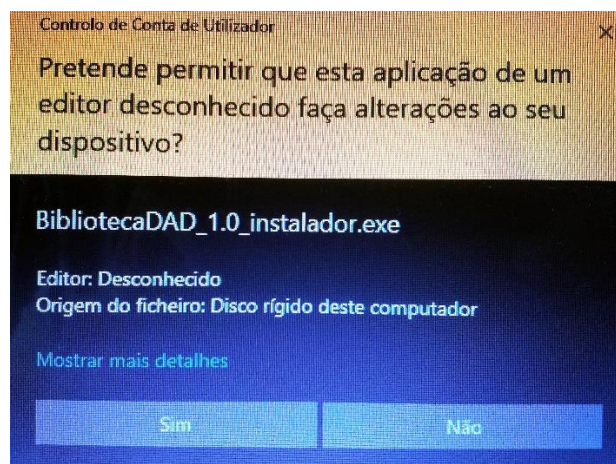 Controlo de Conta de Utilizador
Pretende permitir que esta aplicação de um
editor desconhecido faça alterações ao seu
dispositivo?
BibliotecaDAD_1.0_instalador.exe
Editor: Desconhecido
Origem do ficheiro: Disco rígido deste computador
Mostrar mais detalhes
Sim
Não